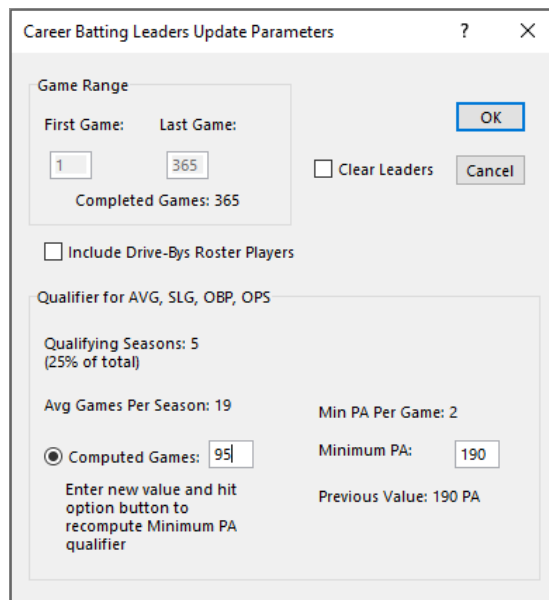 Career Batting Leaders Update Parameters
?
Game Range
First Game: Last Game:
1 365
Completed Games: 365
OK
Clear Leaders
Cancel
Include Drive-Bys Roster Players
Qualifier for AVG, SLG, OBP, OPS
Qualifying Seasons: 5
(25% of total)
Avg Games Per Season: 19
Min PA Per Game: 2
Computed Games: 95
Minimum PA: 190
Enter new value and hit
option button to
recompute Minimum PA
qualifier
Previous Value: 190 PA